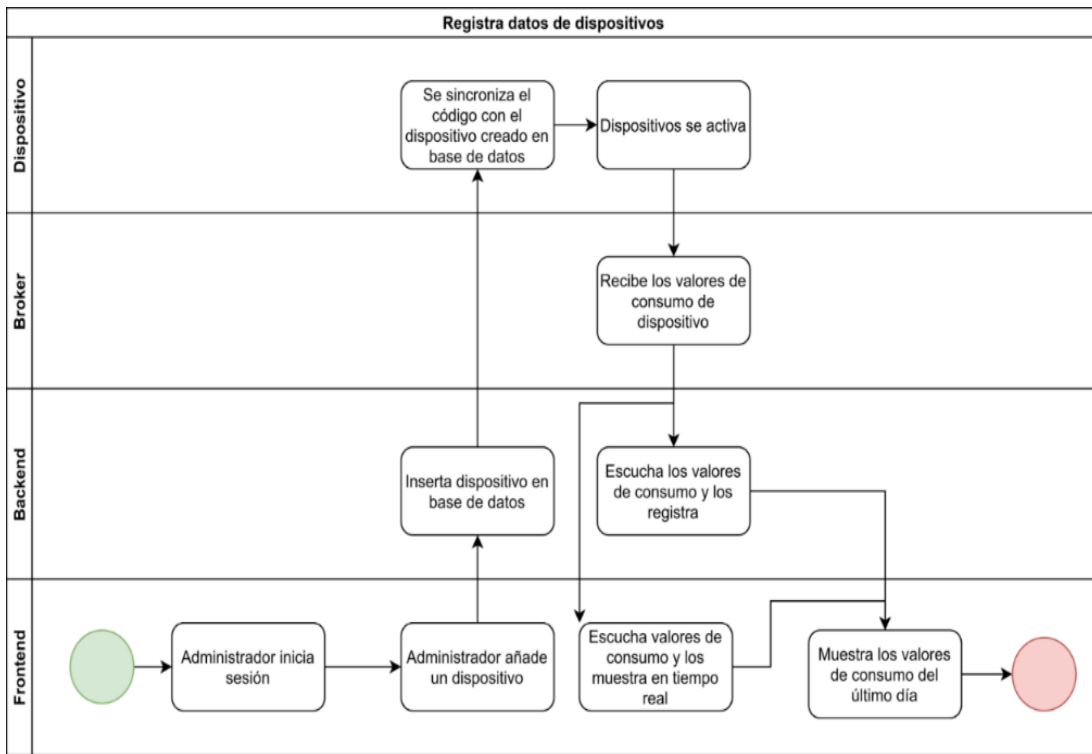 Registra datos de dispositivos
Dispositivo
Se sincroniza el
código con el
dispositivo creado en
base de datos
Dispositivos se activa
Broker
Recibe los valores de
consumo de
dispositivo
Backend
Inserta dispositivo en
base de datos
Escucha los valores
de consumo y los
registra
Frontend
Administrador inicia
sesión
Administrador añade
un dispositivo
Escucha valores de
consumo y los
muestra en tiempo
real
Muestra los valores
de consumo del
último día